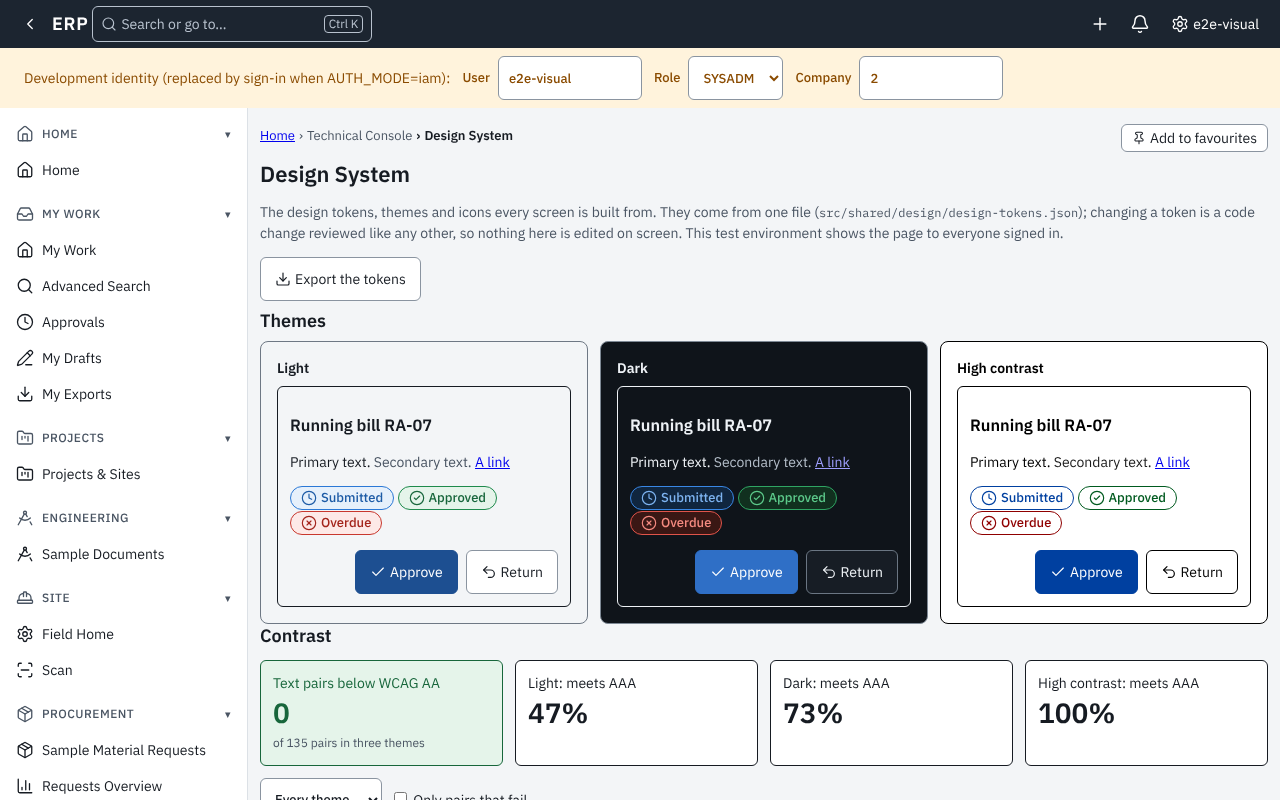 ERP
Search or go to…
Ctrl K
e2e-visual
Development identity (replaced by sign-in when AUTH_MODE=iam):
User
e2e-visual
Role
SYSADM
Company
2
HOME
Home
MY WORK
My Work
Advanced Search
Approvals
My Drafts
My Exports
PROJECTS
Projects & Sites
ENGINEERING
Sample Documents
SITE
Field Home
Scan
PROCUREMENT
Sample Material Requests
Requests Overview
Home › Technical Console › Design System
Add to favourites
Design System
The design tokens, themes and icons every screen is built from. They come from one file (src/shared/design/design-tokens.json); changing a token is a code
change reviewed like any other, so nothing here is edited on screen. This test environment shows the page to everyone signed in.
Export the tokens
Themes
Light
Running bill RA-07
Primary text. Secondary text. A link
Submitted
Approved
Overdue
Approve
Return
Dark
Running bill RA-07
Primary text. Secondary text. A link
Submitted
Approved
Overdue
Approve
Return
High contrast
Running bill RA-07
Primary text. Secondary text. A link
Submitted
Approved
Overdue
Approve
Return
Contrast
Text pairs below WCAG AA
0
of 135 pairs in three themes
Light: meets AAA
47%
Dark: meets AAA
73%
High contrast: meets AAA
100%
Every theme
Only pairs that fail